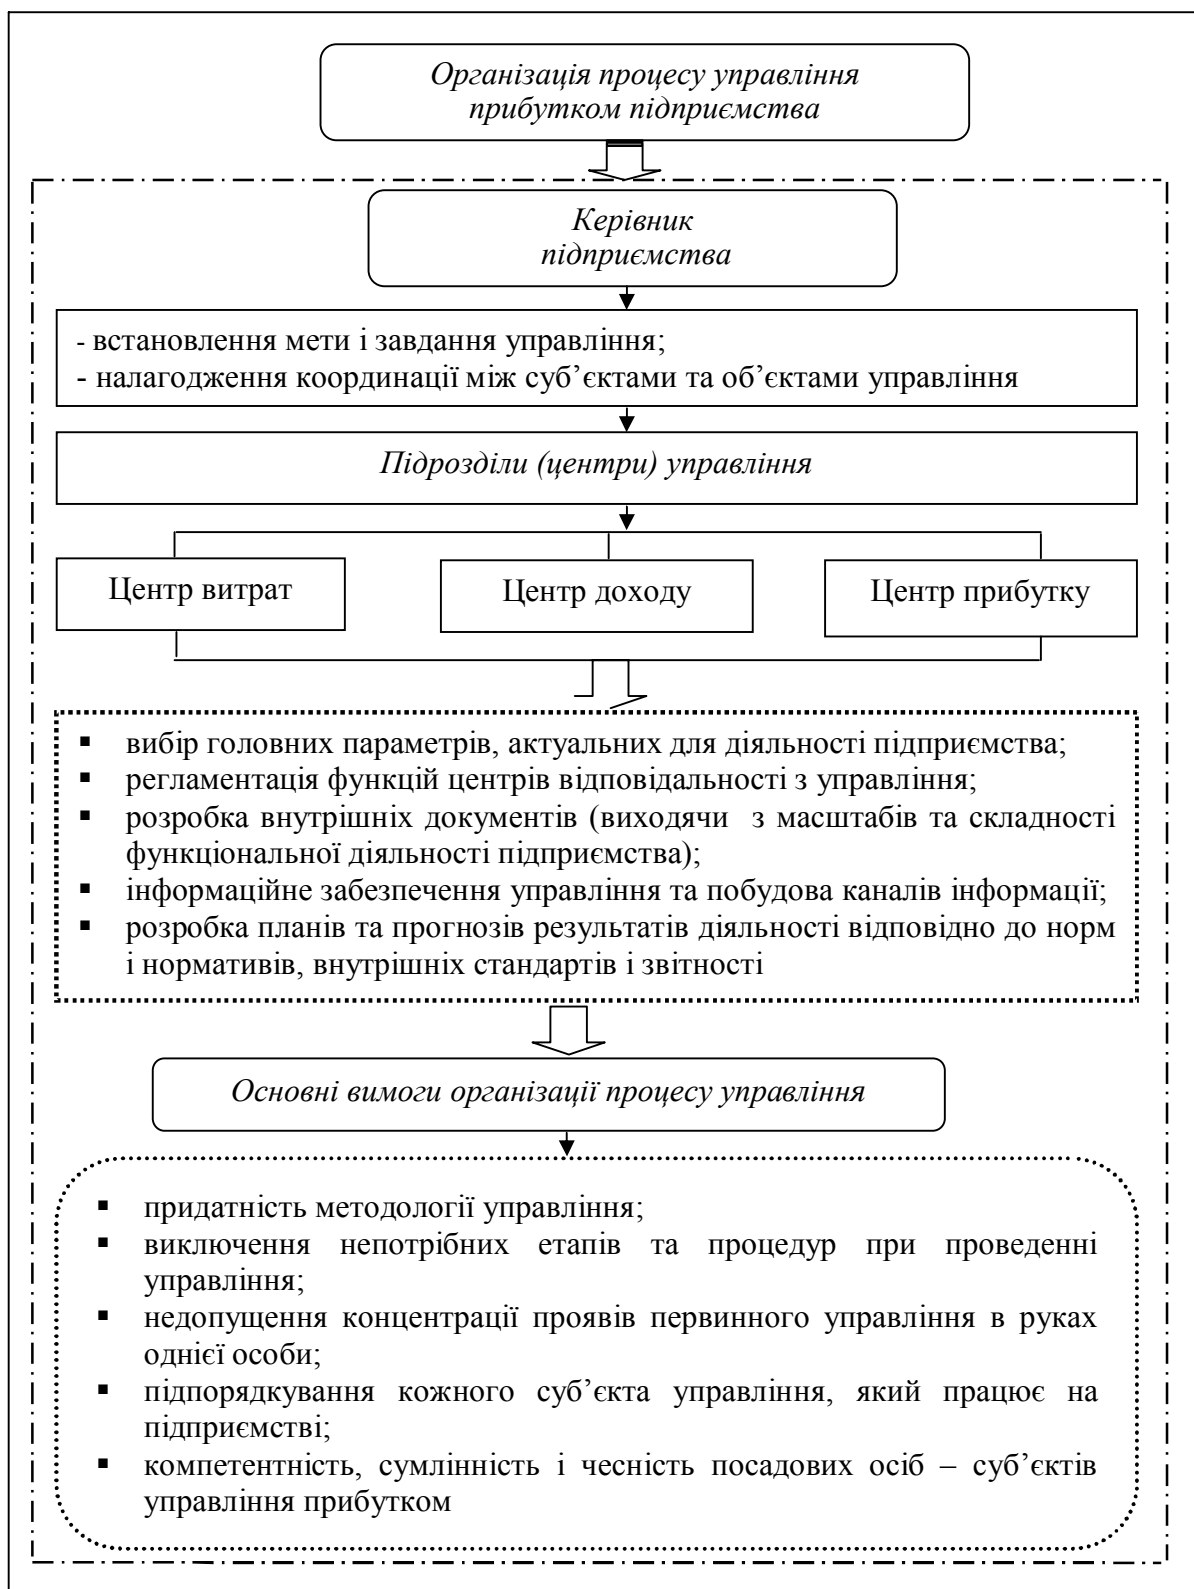 Організація процесу управління
прибутком підприємства
Керівник
підприємства
- встановлення мети і завдання управління;
- налагодження координації між суб’єктами та об’єктами управління
Підрозділи (центри) управління
Центр витрат
Центр доходу
Центр прибутку
▪ вибір головних параметрів, актуальних для діяльності підприємства;
▪ регламентація функцій центрів відповідальності з управління;
▪ розробка внутрішніх документів (виходячи з масштабів та складності
функціональної діяльності підприємства);
▪ інформаційне забезпечення управління та побудова каналів інформації;
▪ розробка планів та прогнозів результатів діяльності відповідно до норм
і нормативів, внутрішніх стандартів і звітності
Основні вимоги організації процесу управління
▪ придатність методології управління;
▪ виключення непотрібних етапів та процедур при проведенні
управління;
▪ недопущення концентрації проявів первинного управління в руках
однієї особи;
▪ підпорядкування кожного суб’єкта управління, який працює на
підприємстві;
▪ компетентність, сумлінність і чесність посадових осіб – суб’єктів
управління прибутком